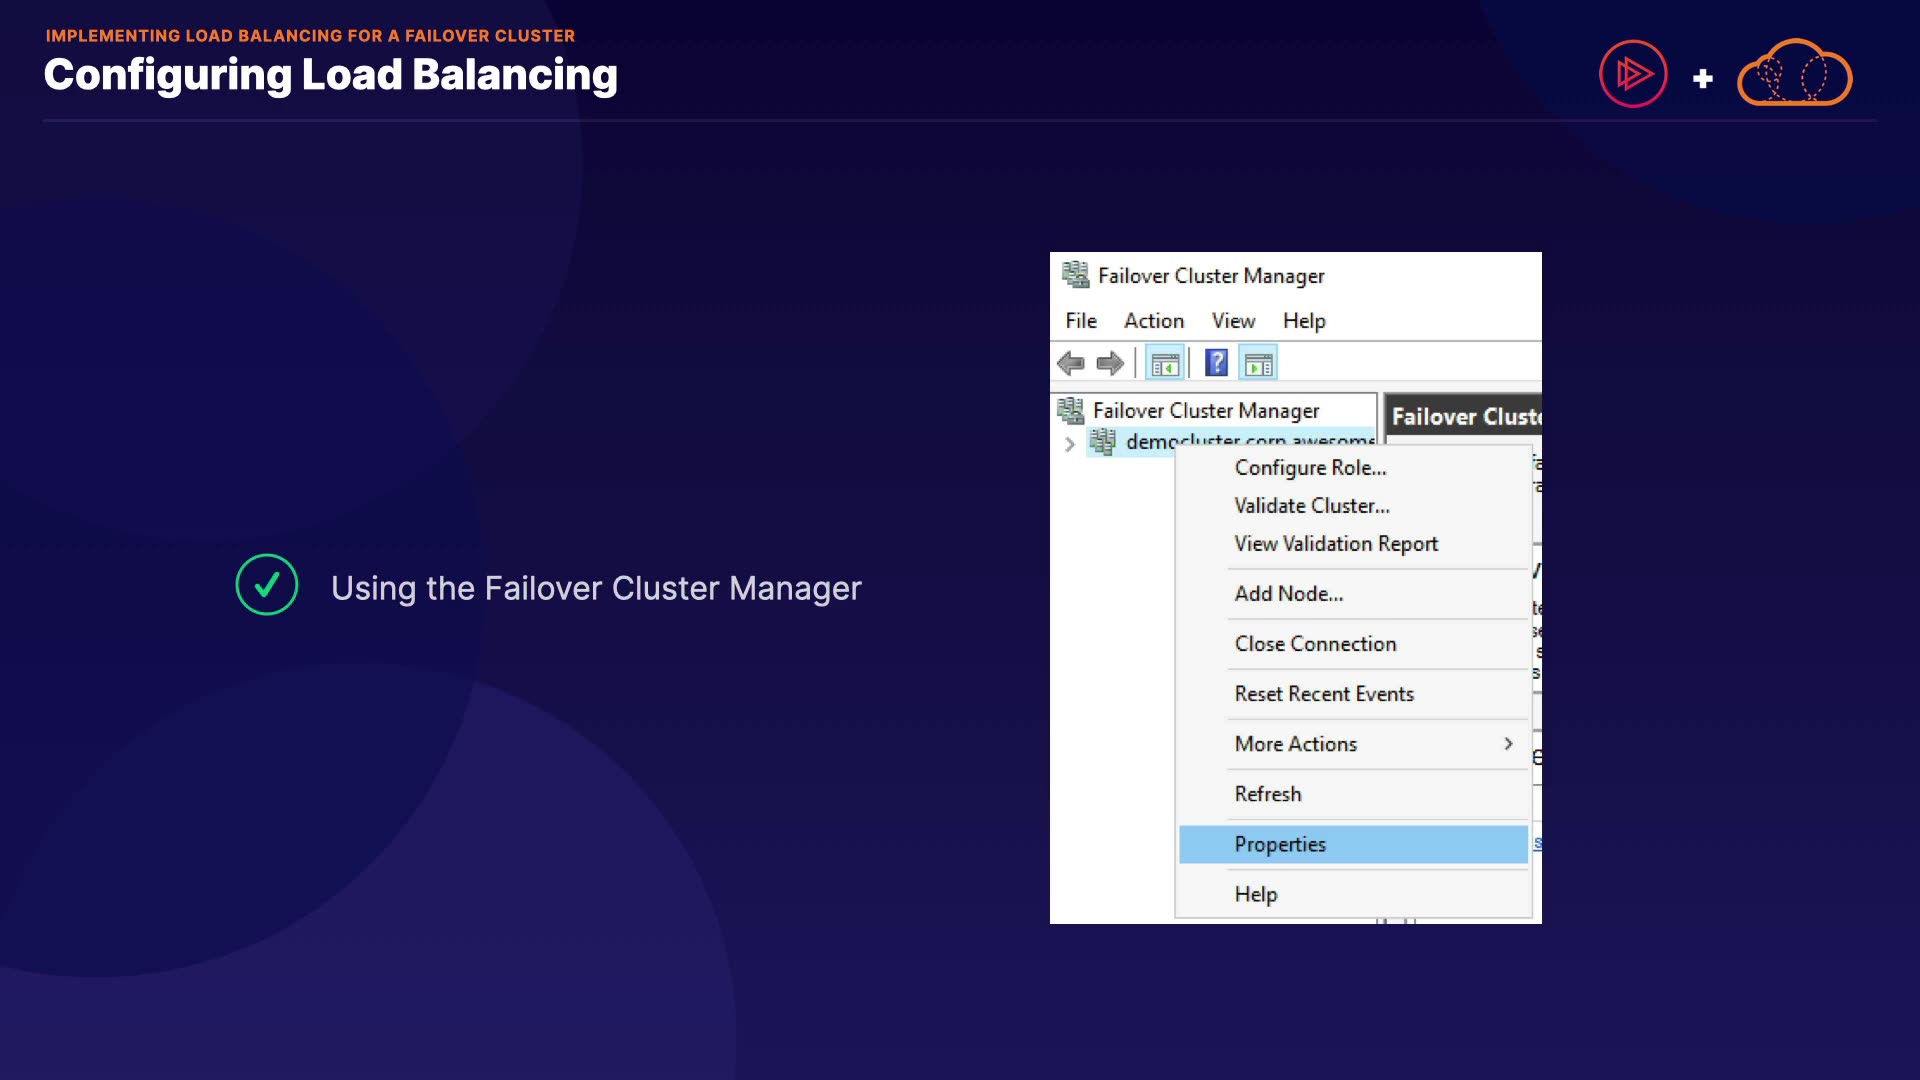 IMPLEMENTING LOAD BALANCING FOR A FAILOVER CLUSTER
Configuring Load Balancing
Using the Failover Cluster Manager
Failover Cluster Manager
File Action View Help
Failover Cluster Manager
Failover Clust
democluster.corp.awesome
Configure Role...
Validate Cluster...
View Validation Report
Add Node...
Close Connection
Reset Recent Events
More Actions
Refresh
Properties
Help